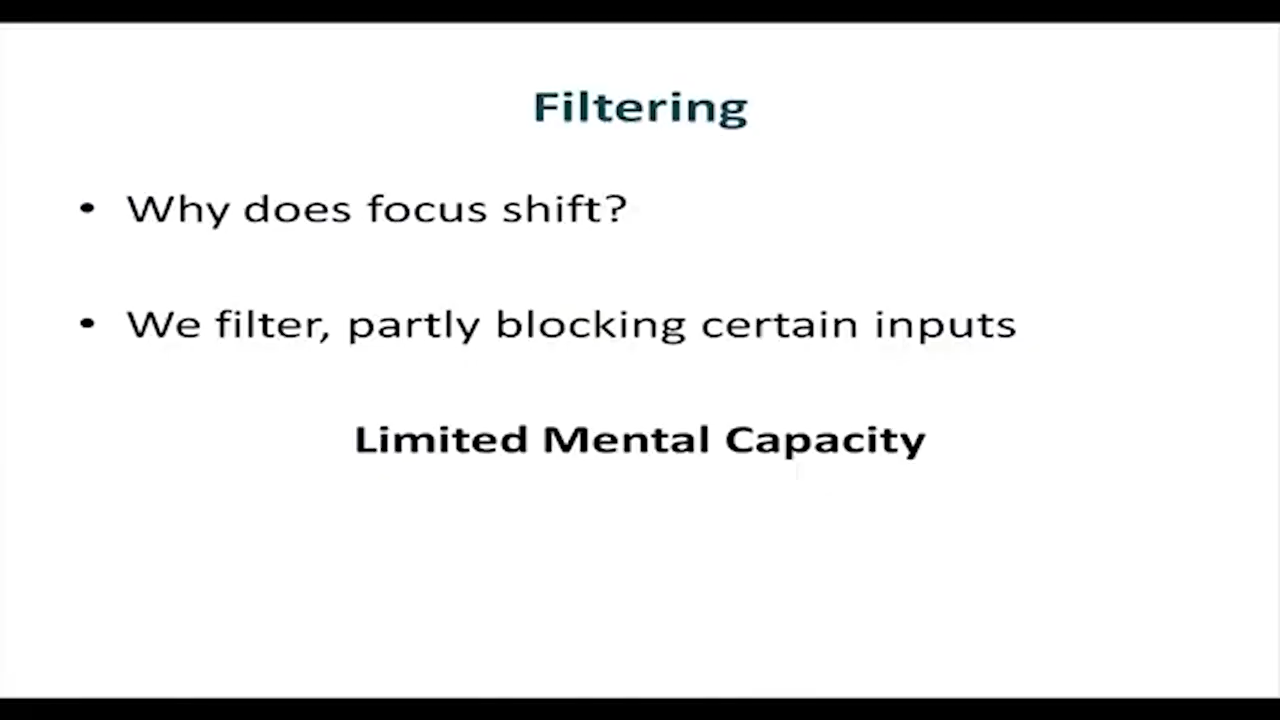 Filtering
• Why does focus shift?
• We filter, partly blocking certain inputs
Limited Mental Capacity